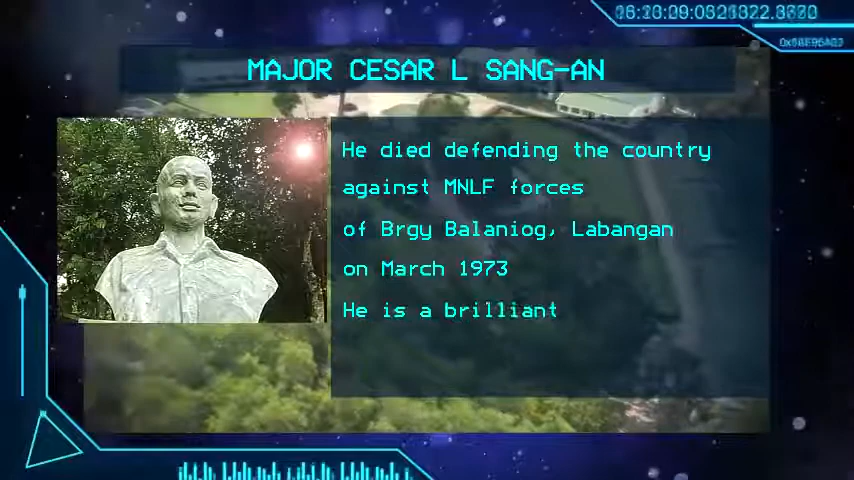 MAJOR CESAR L SANG-AN
He died defending the country
against MNLF forces
of Brgy Balaniog, Labangan
on March 1973
He is a brilliant